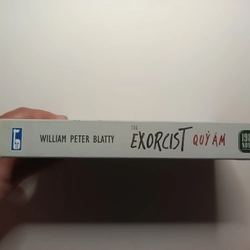 WILLIAM PETER BLATTY
THE
EXORCIST
QUỶ ÁM